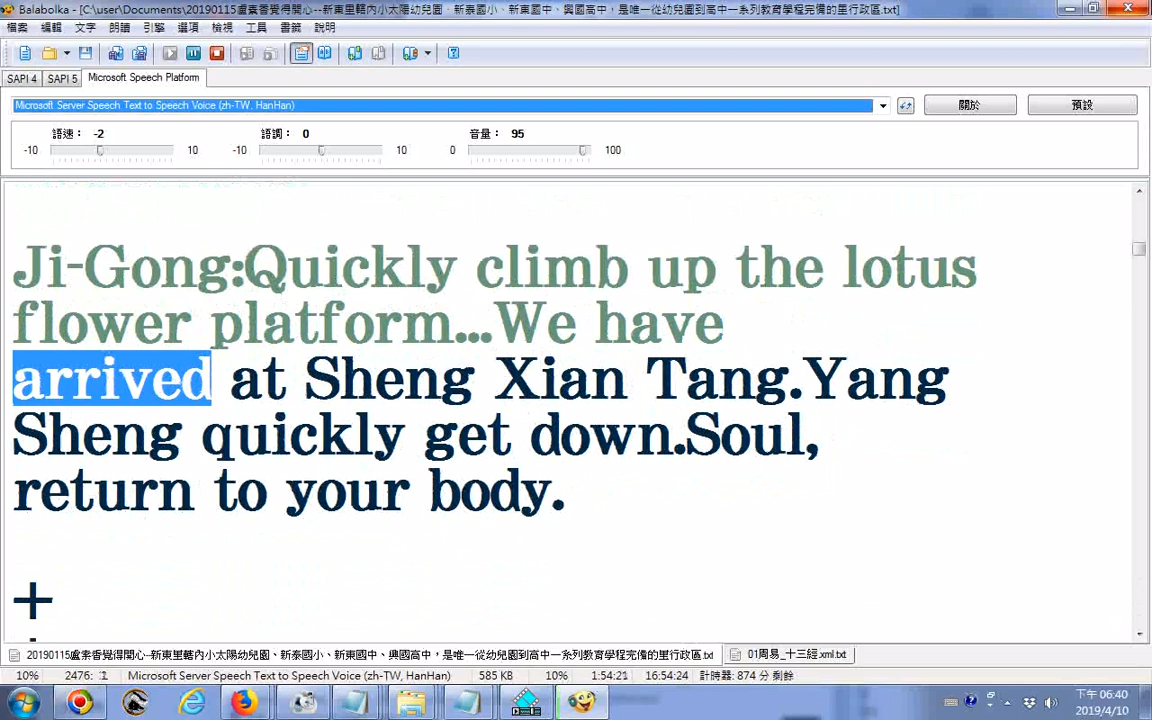 Balabolka - [C:\user\Documents\20190115盧素香覺得開心--新東里轄內小太陽幼兒園、新泰國小、新東國中、興國高中，是唯一從幼兒園到高中一系列教育學程完備的里行政區.txt]
檔案 編輯 文字 朗讀 引擎 選項 檢視 工具 書籤 說明
SAPI 4 SAPI 5 Microsoft Speech Platform
Microsoft Server Speech Text to Speech Voice (zh-TW, HanHan) 關於 預設
語速： -2 語調： 0 音量： 95
-10 10 -10 10 0 100
Ji-Gong:Quickly climb up the lotus
flower platform...We have
arrived at Sheng Xian Tang.Yang
Sheng quickly get down.Soul,
return to your body.
+
20190115盧素香覺得開心--新東里轄內小太陽幼兒園、新泰國小、新東國中、興國高中，是唯一從幼兒園到高中一系列教育學程完備的里行政區.txt 01周易_十三經.xml.txt
10% 2476: 1 Microsoft Server Speech Text to Speech Voice (zh-TW, HanHan) 585 KB 10% 1:54:21 16:54:24 計時器: 874 分 剩餘
下午 06:40
2019/4/10